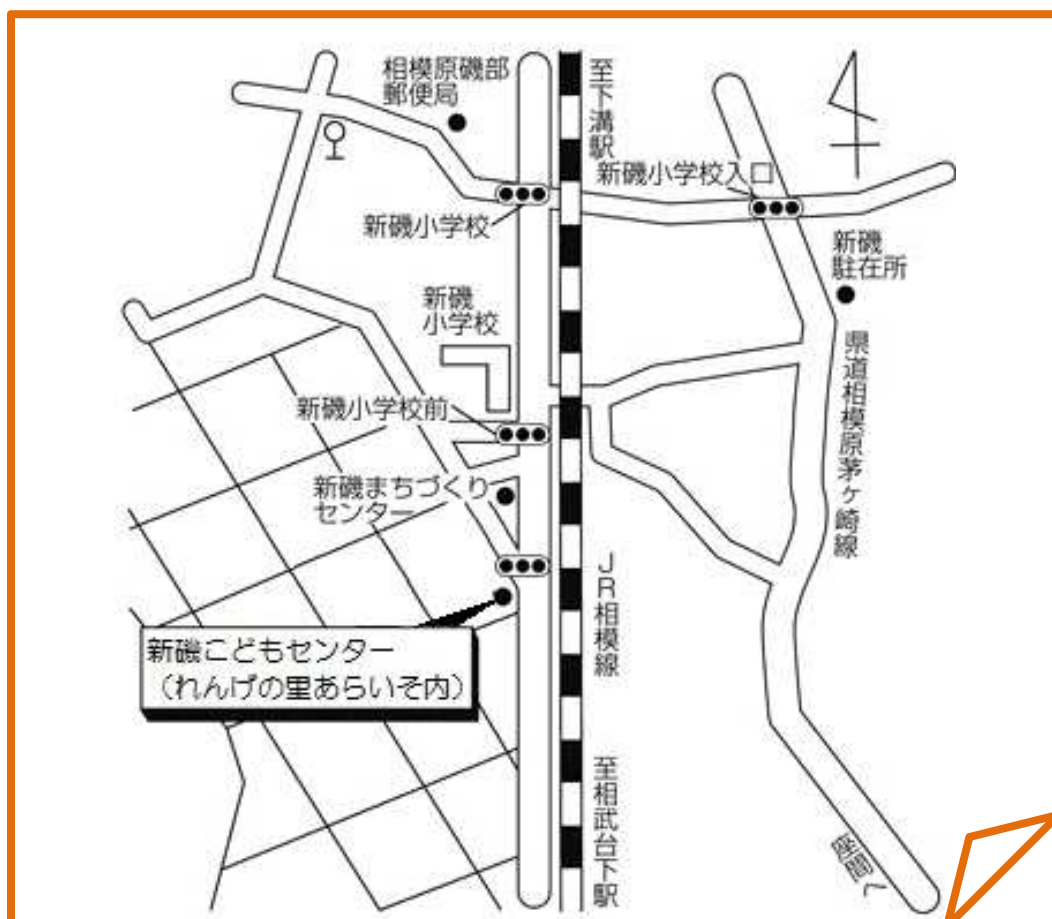 相模原磯部
郵便局
至下溝駅
新磯小学校入口
新磯小学校
新磯
駐在所
新磯
小学校
県道相模原茅ヶ崎線
新磯小学校前
新磯まちづくり
センター
JR相模線
新磯こどもセンター
（れんげの里あらいそ内）
至相武台下駅
座間へ